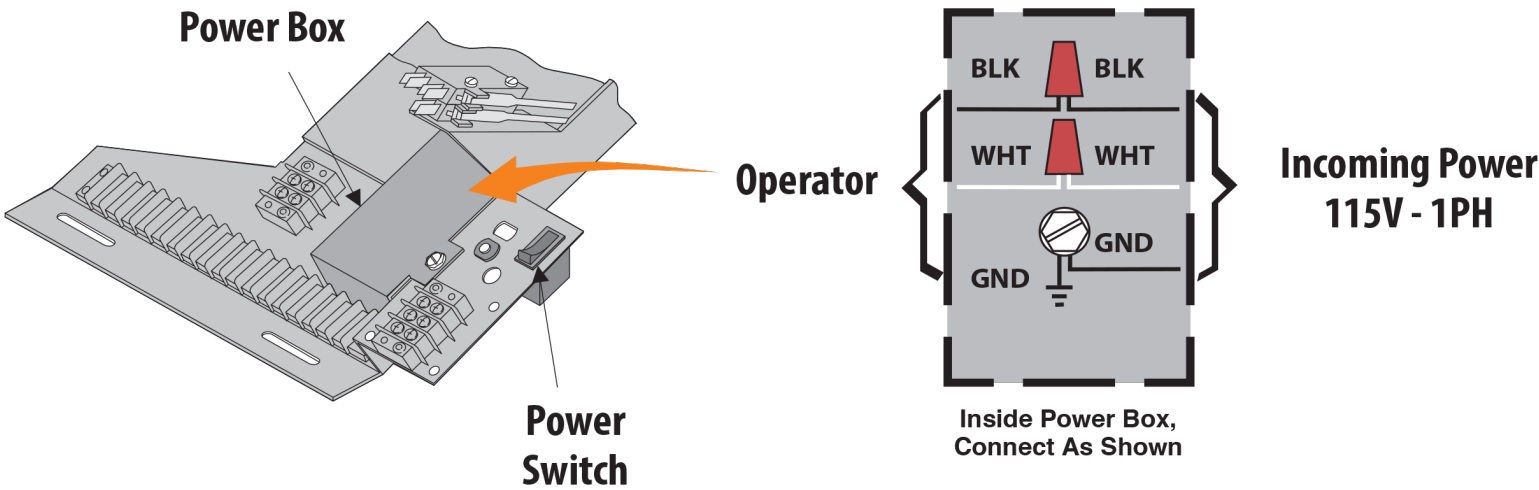 Power Box
Power
Switch
Operator
BLK BLK
WHT WHT
GND
GND
Incoming Power
115V - 1PH
Inside Power Box,
Connect As Shown